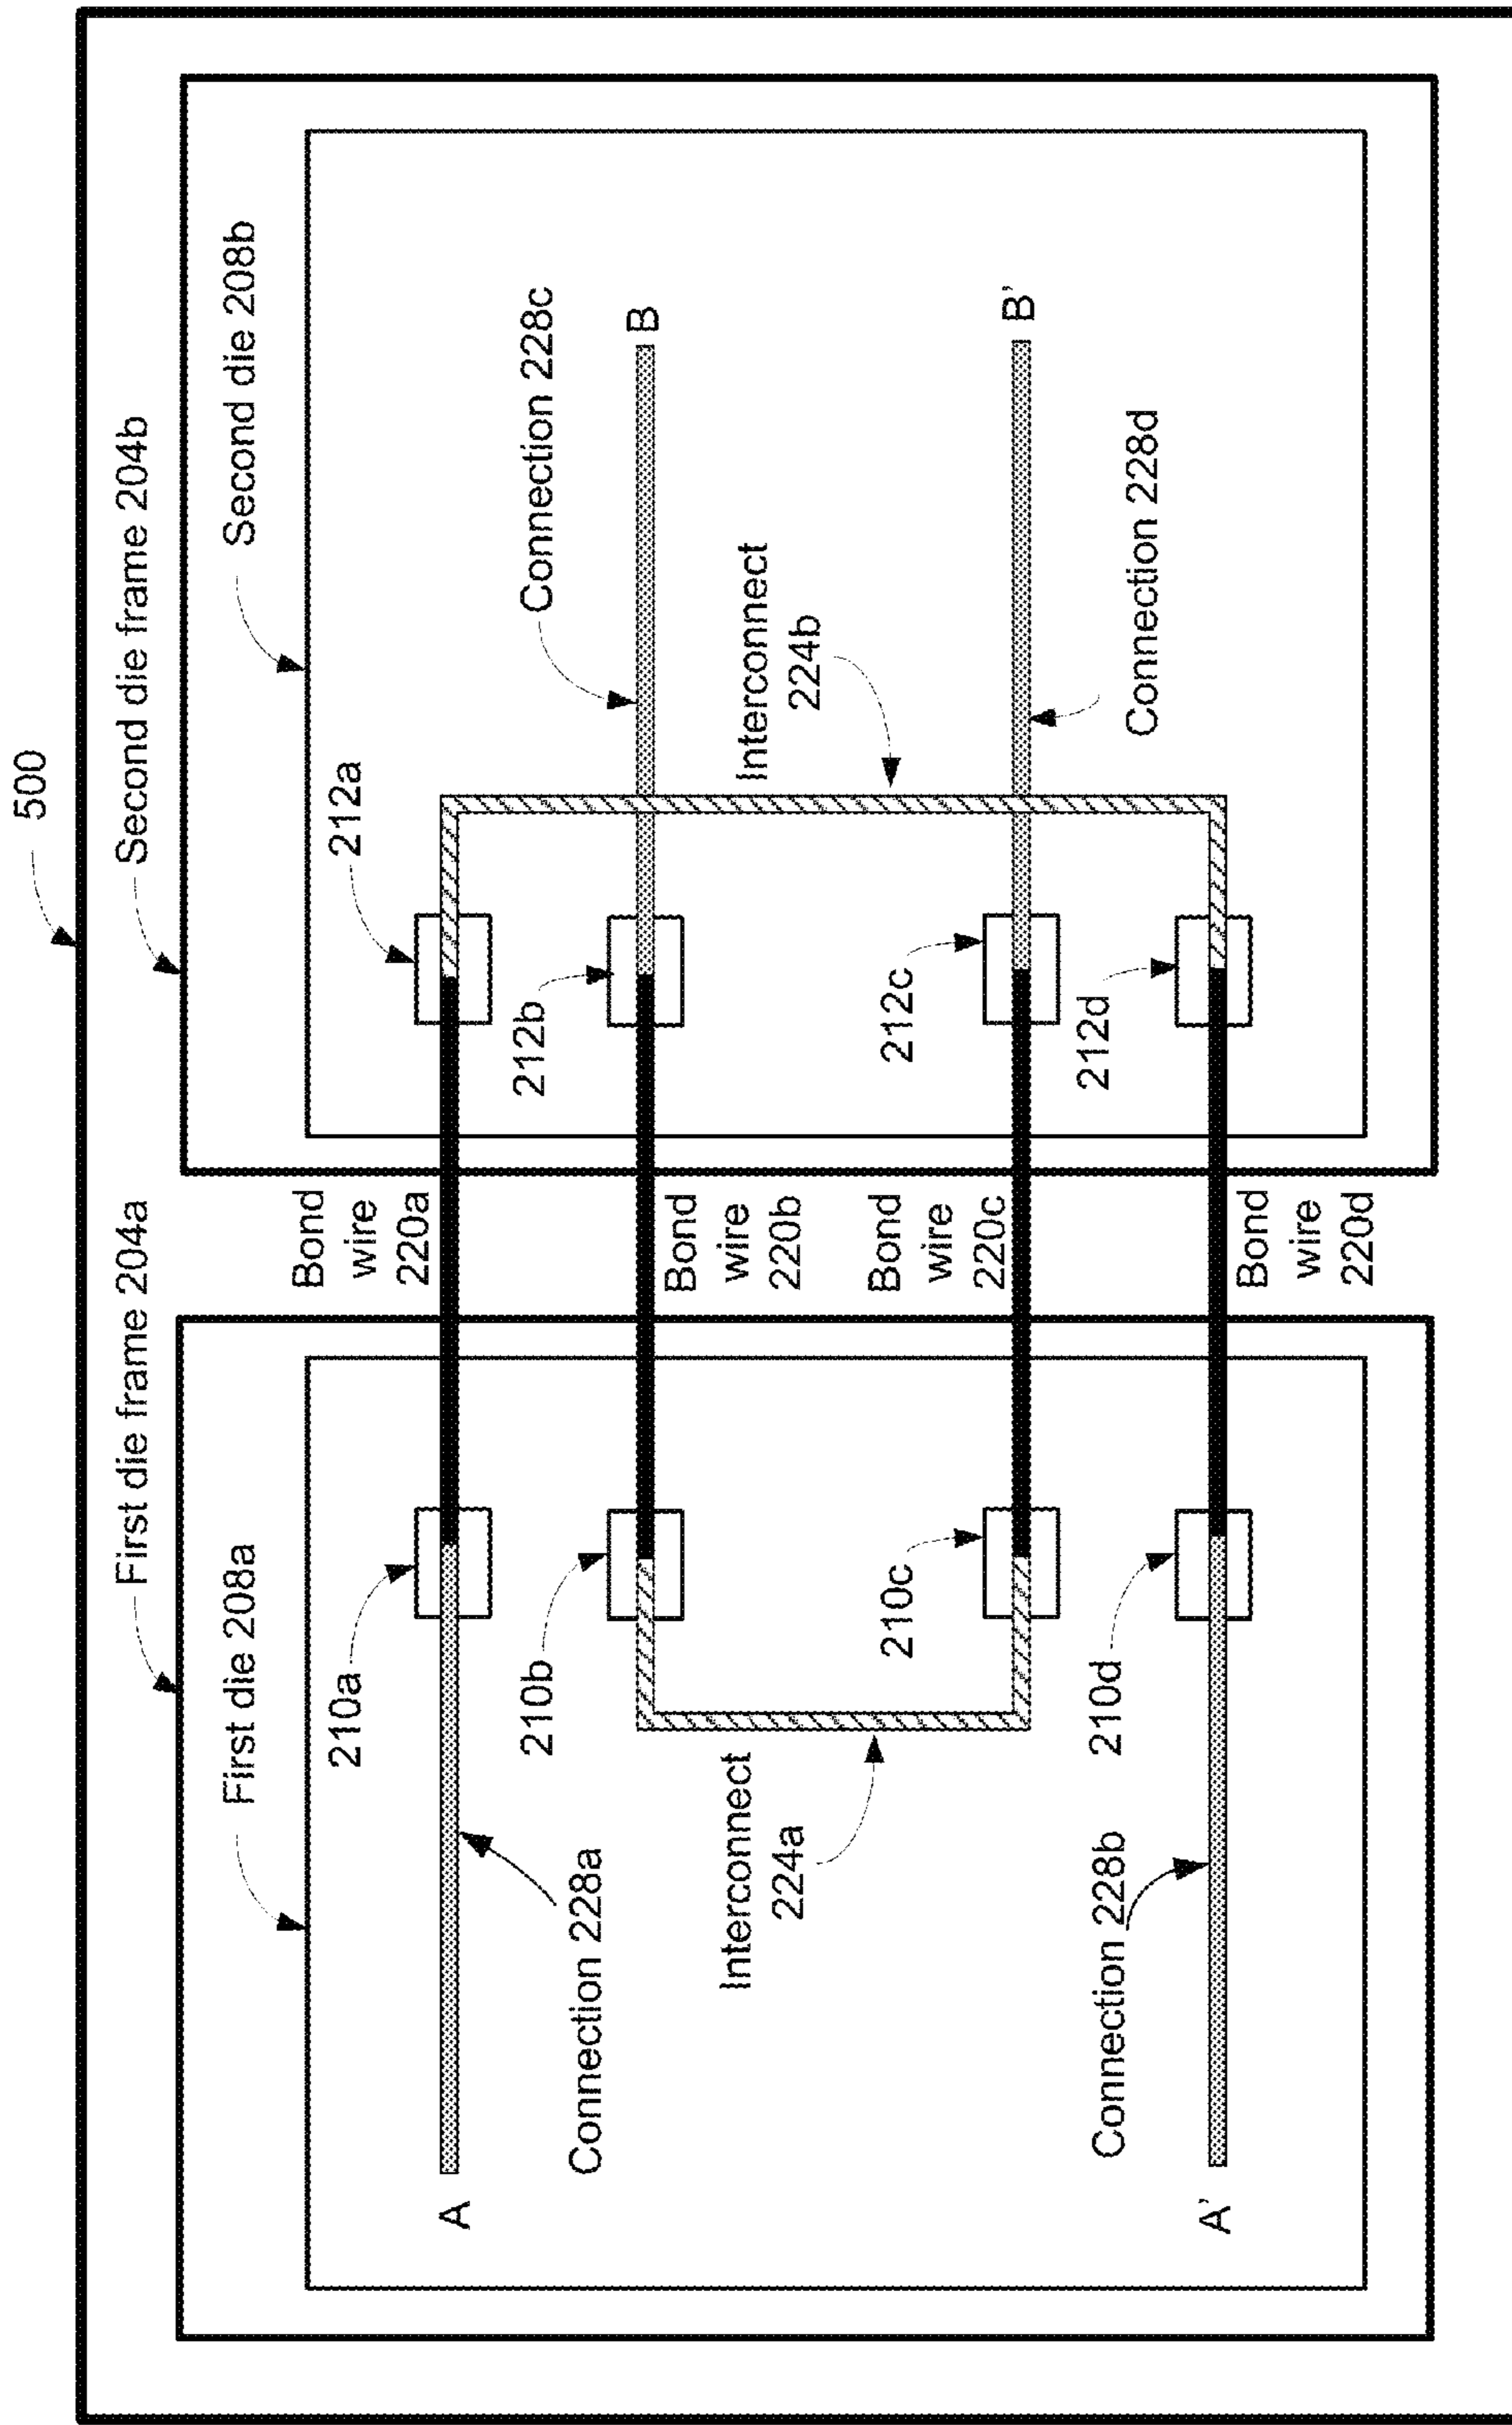 500
First die frame 204a
Second die frame 204b
First die 208a
Second die 208b
210a
212a
Bond
wire
220a
A
Connection 228a
210b
212b
Connection 228c
B
Bond
wire
220b
Interconnect
224a
Interconnect
224b
Bond
wire
220c
210c
212c
B'
Connection 228b
210d
212d
Connection 228d
A'
Bond
wire
220d